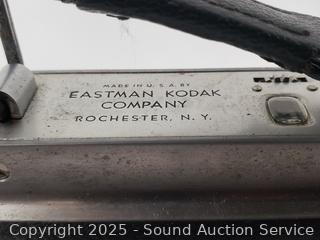 MADE IN U.S.A. BY
EASTMAN KODAK
COMPANY
ROCHESTER, N.Y.
Copyright 2025 - Sound Auction Service